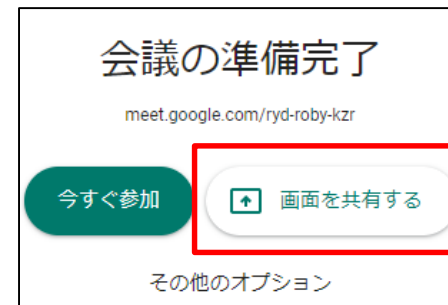 会議の準備完了
meet.google.com/ryd-roby-kzr
今すぐ参加
画面を共有する
その他のオプション